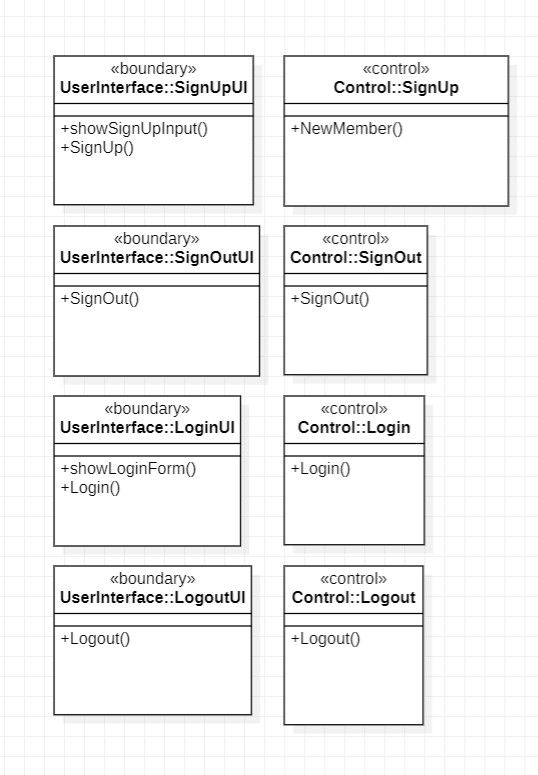 «boundary»
UserInterface::SignUpUI
+showSignUpInput()
+SignUp()
«control»
Control::SignUp
+NewMember()
«boundary»
UserInterface::SignOutUI
+SignOut()
«control»
Control::SignOut
+SignOut()
«boundary»
UserInterface::LoginUI
+showLoginForm()
+Login()
«control»
Control::Login
+Login()
«boundary»
UserInterface::LogoutUI
+Logout()
«control»
Control::Logout
+Logout()